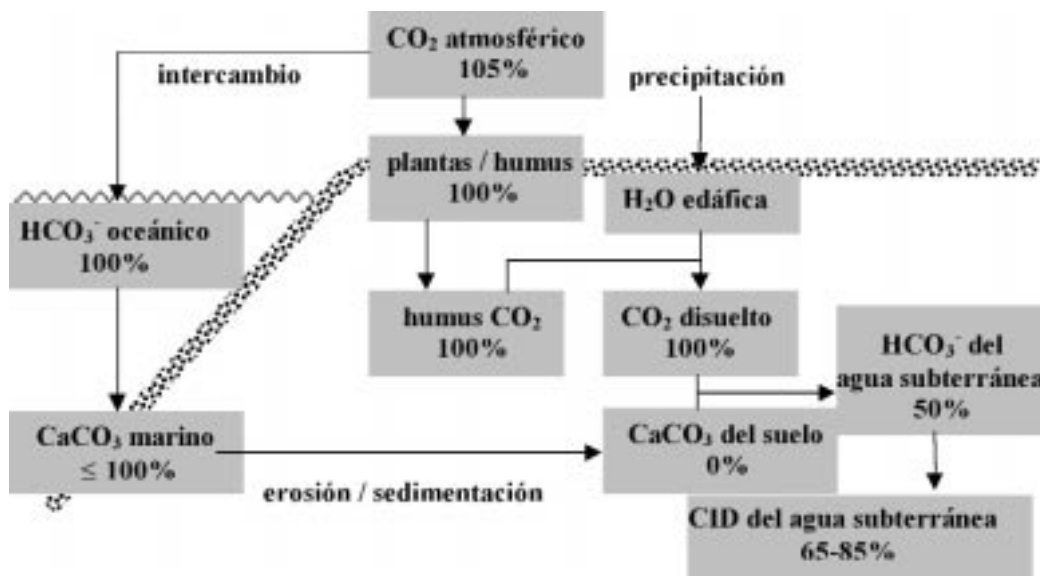 CO₂ atmosférico
105%
intercambio
precipitación
plantas / humus
100%
H₂O edáfica
HCO₃⁻ oceánico
100%
humus CO₂
100%
CO₂ disuelto
100%
HCO₃⁻ del
agua subterránea
50%
CaCO₃ marino
≤ 100%
CaCO₃ del suelo
0%
erosión / sedimentación
CID del agua subterránea
65-85%